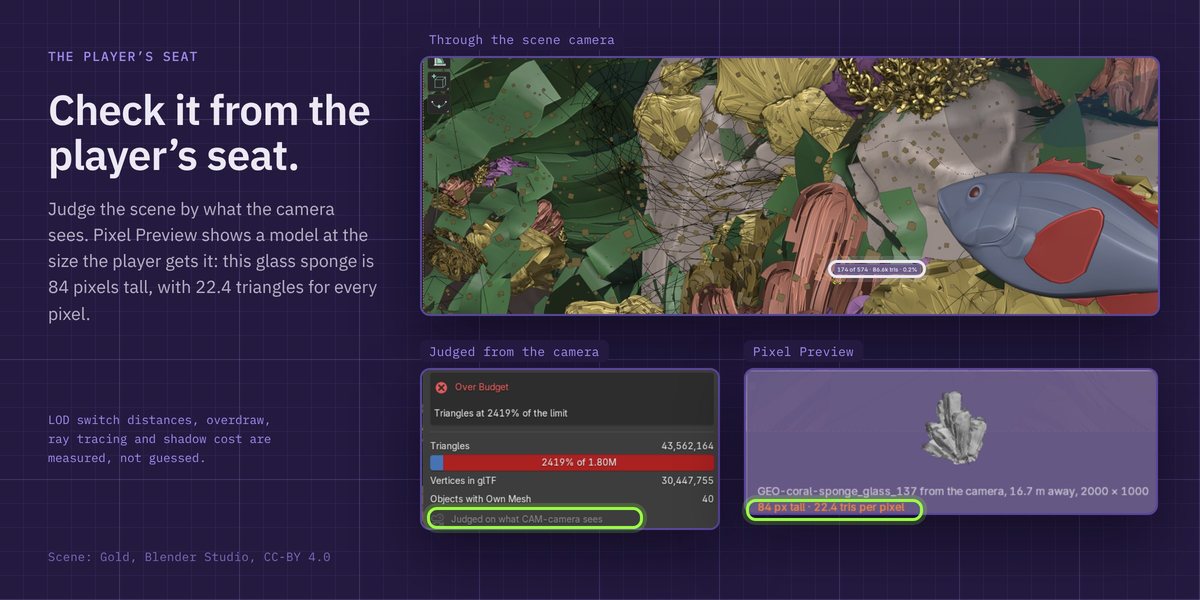 THE PLAYER’S SEAT
Check it from the
player’s seat.
Judge the scene by what the camera
sees. Pixel Preview shows a model at the
size the player gets it: this glass sponge is
84 pixels tall, with 22.4 triangles for every
pixel.
LOD switch distances, overdraw,
ray tracing and shadow cost are
measured, not guessed.
Scene: Gold, Blender Studio, CC-BY 4.0
Through the scene camera
174 of 574 · 86.6k tris · 0.2%
Judged from the camera
Over Budget
Triangles at 2419% of the limit
Triangles 43,562,164
2419% of 1.80M
Vertices in glTF 30,447,755
Objects with Own Mesh 40
Judged on what CAM-camera sees
Pixel Preview
GEO-coral-sponge_glass_137 from the camera, 16.7 m away, 2000 × 1000
84 px tall · 22.4 tris per pixel